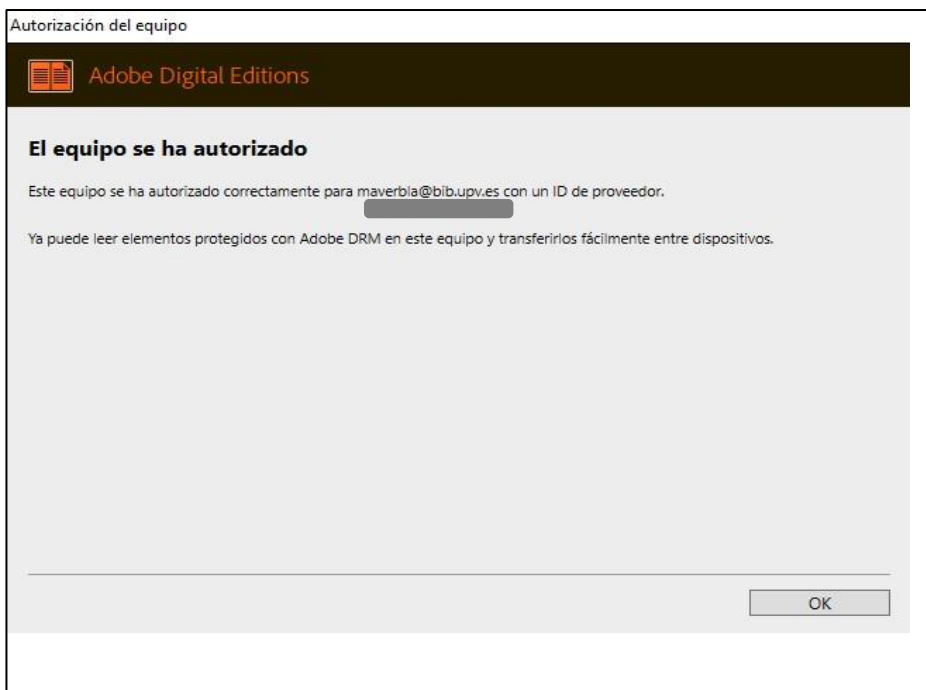 Autorización del equipo
Adobe Digital Editions
El equipo se ha autorizado
Este equipo se ha autorizado correctamente para maverbla@bib.upv.es con un ID de proveedor.
Ya puede leer elementos protegidos con Adobe DRM en este equipo y transferirlos fácilmente entre dispositivos.
OK